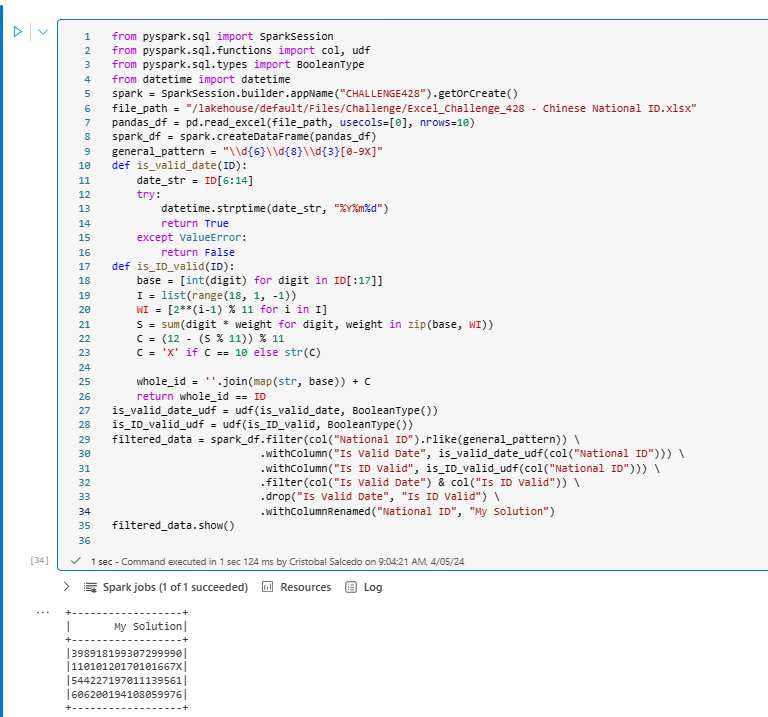 1 from pyspark.sql import SparkSession
2 from pyspark.sql.functions import col, udf
3 from pyspark.sql.types import BooleanType
4 from datetime import datetime
5 spark = SparkSession.builder.appName("CHALLENGE428").getOrCreate()
6 file_path = "/lakehouse/default/Files/Challenge/Excel_Challenge_428 - Chinese National ID.xlsx"
7 pandas_df = pd.read_excel(file_path, usecols=[0], nrows=10)
8 spark_df = spark.createDataFrame(pandas_df)
9 general_pattern = "\\d{6}\\d{8}\\d{3}[0-9X]"
10 def is_valid_date(ID):
11     date_str = ID[6:14]
12     try:
13         datetime.strptime(date_str, "%Y%m%d")
14         return True
15     except ValueError:
16         return False
17 def is_ID_valid(ID):
18     base = [int(digit) for digit in ID[:17]]
19     I = list(range(18, 1, -1))
20     WI = [2**(i-1) % 11 for i in I]
21     S = sum(digit * weight for digit, weight in zip(base, WI))
22     C = (12 - (S % 11)) % 11
23     C = 'X' if C == 10 else str(C)
24
25     whole_id = ''.join(map(str, base)) + C
26     return whole_id == ID
27 is_valid_date_udf = udf(is_valid_date, BooleanType())
28 is_ID_valid_udf = udf(is_ID_valid, BooleanType())
29 filtered_data = spark_df.filter(col("National ID").rlike(general_pattern)) \
30                     .withColumn("Is Valid Date", is_valid_date_udf(col("National ID"))) \
31                     .withColumn("Is ID Valid", is_ID_valid_udf(col("National ID"))) \
32                     .filter(col("Is Valid Date") & col("Is ID Valid")) \
33                     .drop("Is Valid Date", "Is ID Valid") \
34                     .withColumnRenamed("National ID", "My Solution")
35 filtered_data.show()
36
[34] 1 sec - Command executed in 1 sec 124 ms by Cristobal Salcedo on 9:04:21 AM, 4/05/24
Spark jobs (1 of 1 succeeded) Resources Log
+------------------+
|       My Solution|
+------------------+
|398918199307299990|
|11010120170101667X|
|544227197011139561|
|606200194108059976|
+------------------+